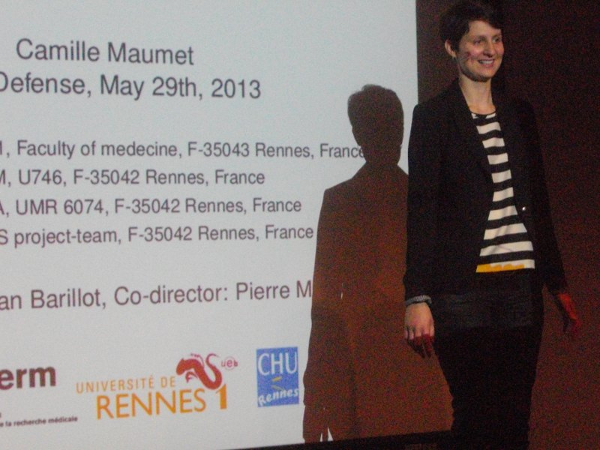 Camille Maumet
Defense, May 29th, 2013
1, Faculty of medecine, F-35043 Rennes, France
M, U746, F-35042 Rennes, France
A, UMR 6074, F-35042 Rennes, France
S project-team, F-35042 Rennes, France
an Barillot, Co-director: Pierre M
erm
de la recherche médicale
UNIVERSITÉ DE
ueb
RENNES 1
CHU
Rennes